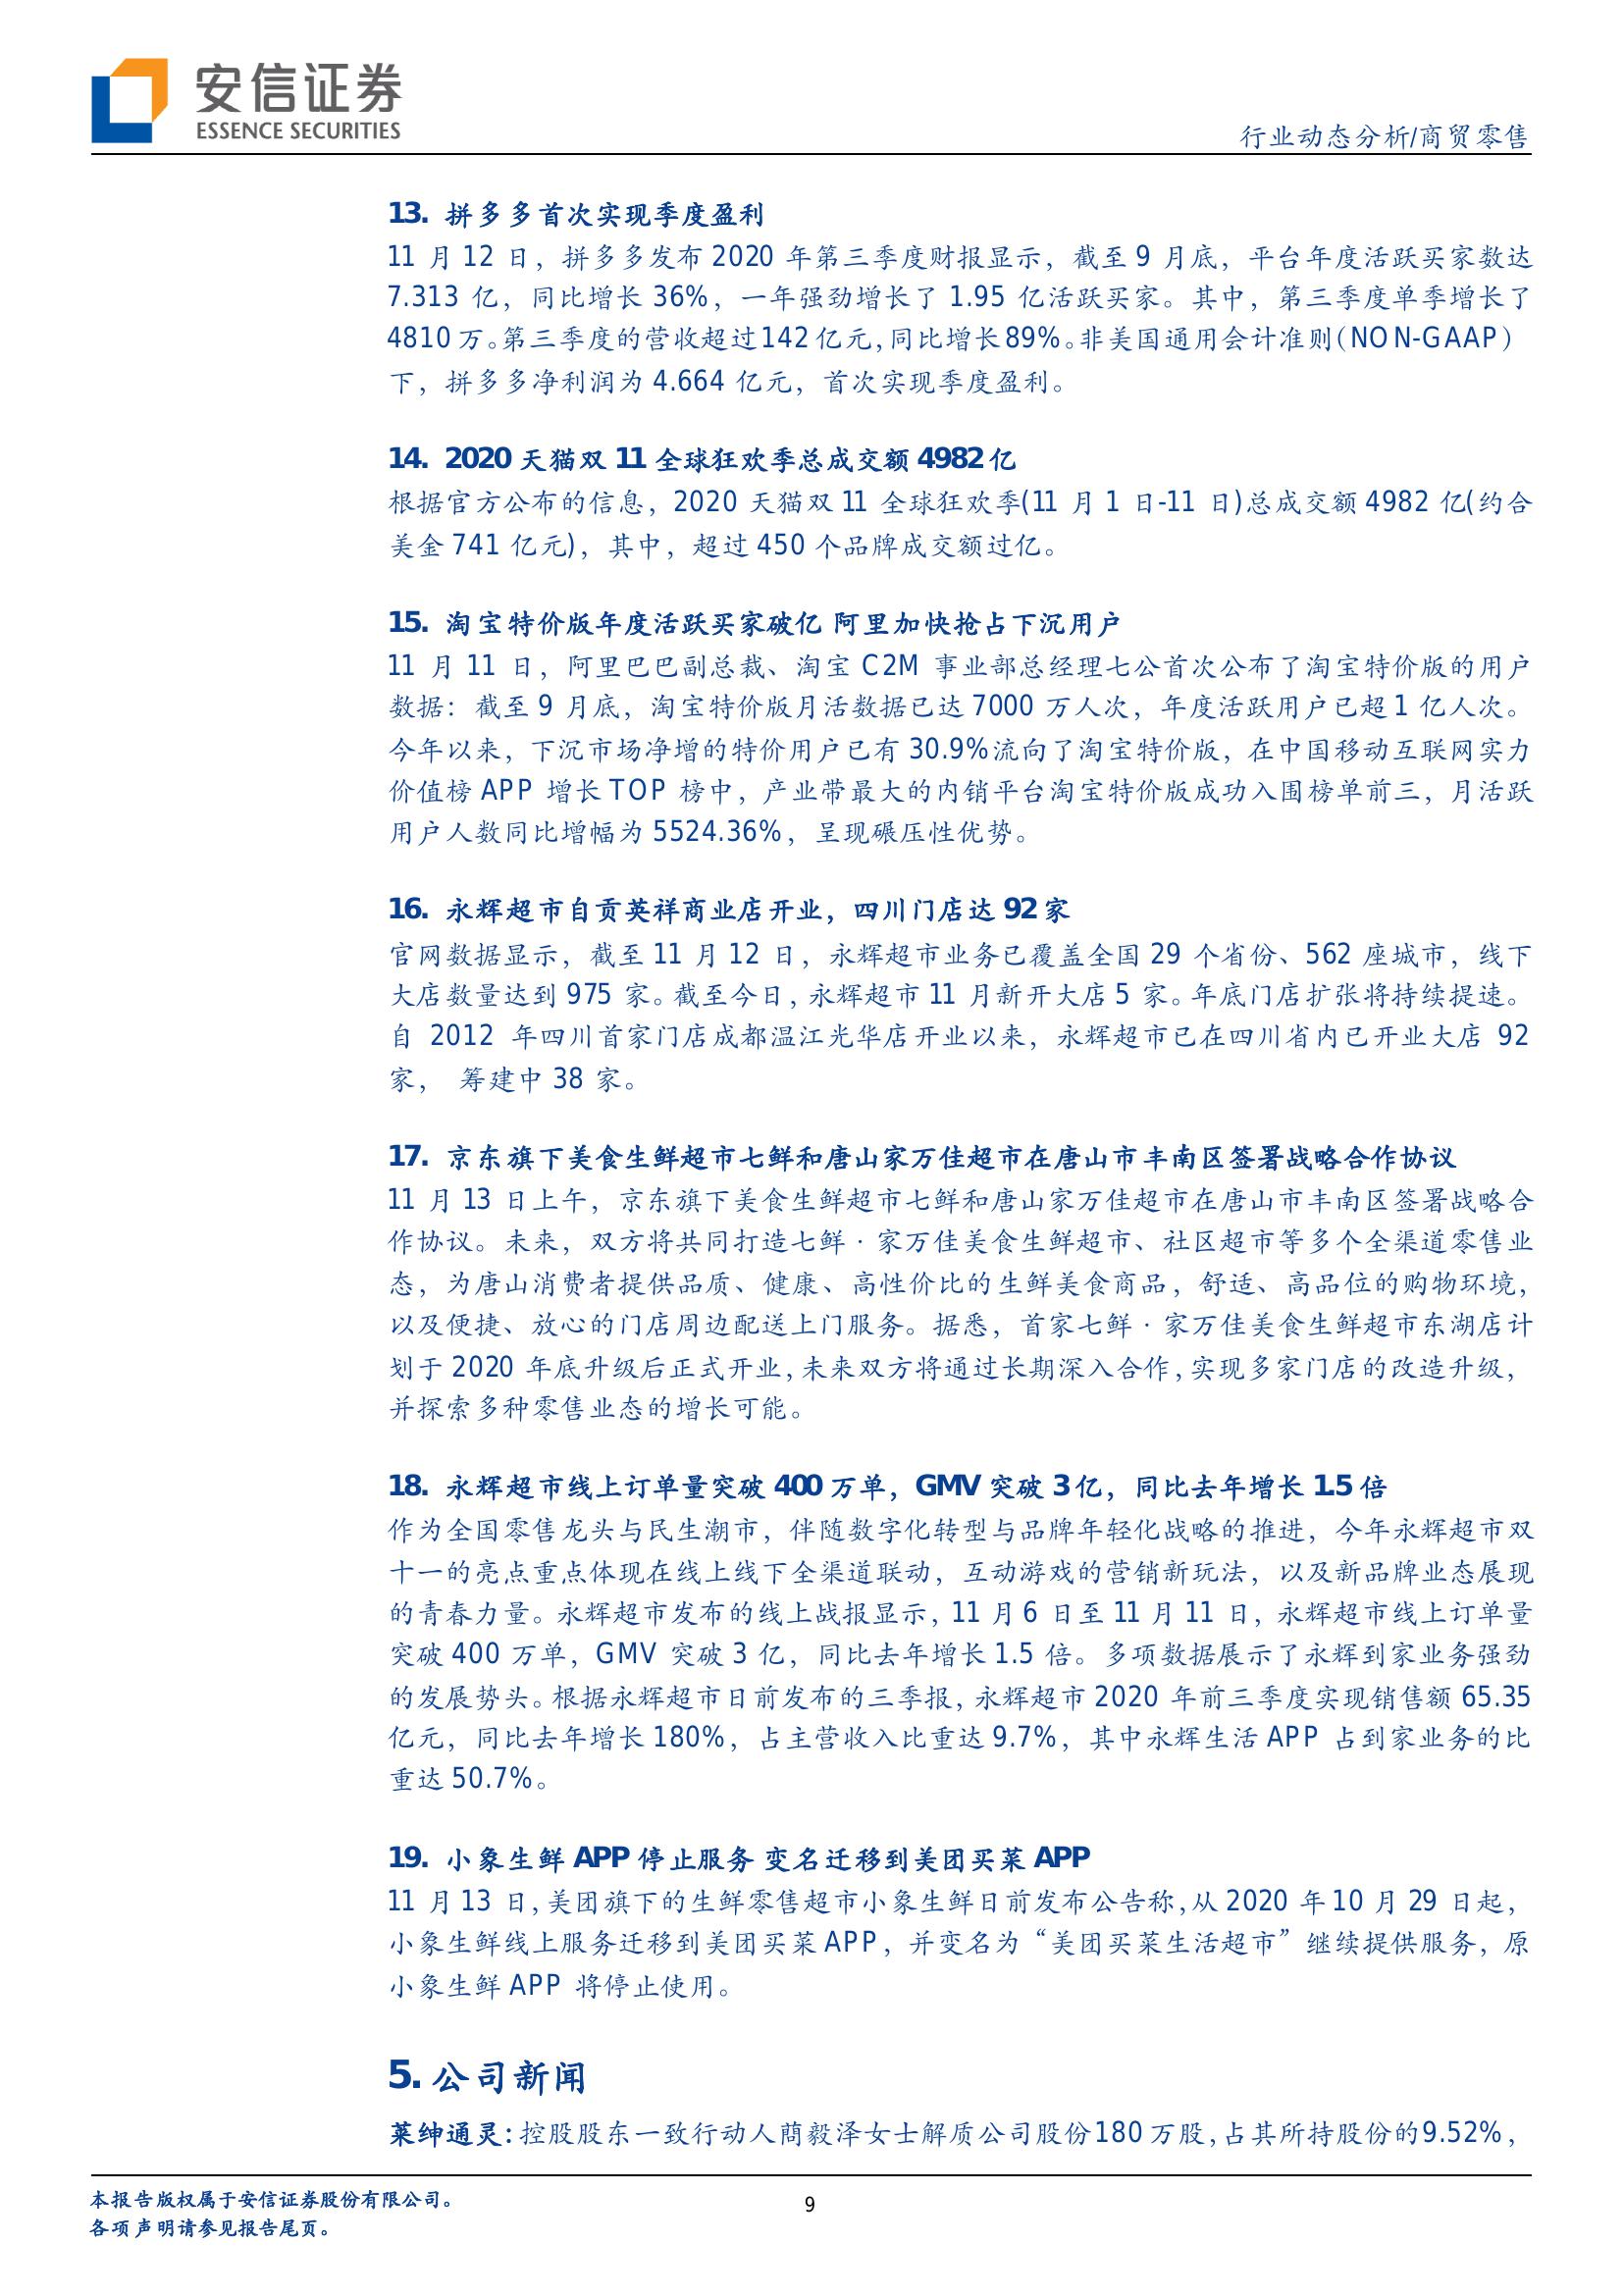 安信证券
ESSENCE SECURITIES
行业动态分析/商贸零售
13. 拼多多首次实现季度盈利
11 月 12 日，拼多多发布 2020 年第三季度财报显示，截至 9 月底，平台年度活跃买家数达
7.313 亿，同比增长 36%，一年强劲增长了 1.95 亿活跃买家。其中，第三季度单季增长了
4810 万。第三季度的营收超过 142 亿元，同比增长 89%。非美国通用会计准则（NON-GAAP）
下，拼多多净利润为 4.664 亿元，首次实现季度盈利。
14. 2020 天猫双 11 全球狂欢季总成交额 4982 亿
根据官方公布的信息，2020 天猫双 11 全球狂欢季(11 月 1 日-11 日)总成交额 4982 亿(约合
美金 741 亿元)，其中，超过 450 个品牌成交额过亿。
15. 淘宝特价版年度活跃买家破亿 阿里加快抢占下沉用户
11 月 11 日，阿里巴巴副总裁、淘宝 C2M 事业部总经理七公首次公布了淘宝特价版的用户
数据：截至 9 月底，淘宝特价版月活数据已达 7000 万人次，年度活跃用户已超 1 亿人次。
今年以来，下沉市场净增的特价用户已有 30.9%流向了淘宝特价版，在中国移动互联网实力
价值榜 APP 增长 TOP 榜中，产业带最大的内销平台淘宝特价版成功入围榜单前三，月活跃
用户人数同比增幅为 5524.36%，呈现碾压性优势。
16. 永辉超市自贡英祥商业店开业，四川门店达 92 家
官网数据显示，截至 11 月 12 日，永辉超市业务已覆盖全国 29 个省份、562 座城市，线下
大店数量达到 975 家。截至今日，永辉超市 11 月新开大店 5 家。年底门店扩张将持续提速。
自 2012 年四川首家门店成都温江光华店开业以来，永辉超市已在四川省内已开业大店 92
家， 筹建中 38 家。
17. 京东旗下美食生鲜超市七鲜和唐山家万佳超市在唐山市丰南区签署战略合作协议
11 月 13 日上午，京东旗下美食生鲜超市七鲜和唐山家万佳超市在唐山市丰南区签署战略合
作协议。未来，双方将共同打造七鲜·家万佳美食生鲜超市、社区超市等多个全渠道零售业
态，为唐山消费者提供品质、健康、高性价比的生鲜美食商品，舒适、高品位的购物环境，
以及便捷、放心的门店周边配送上门服务。据悉，首家七鲜·家万佳美食生鲜超市东湖店计
划于 2020 年底升级后正式开业，未来双方将通过长期深入合作，实现多家门店的改造升级，
并探索多种零售业态的增长可能。
18. 永辉超市线上订单量突破 400 万单，GMV 突破 3 亿，同比去年增长 1.5 倍
作为全国零售龙头与民生潮市，伴随数字化转型与品牌年轻化战略的推进，今年永辉超市双
十一的亮点重点体现在线上线下全渠道联动，互动游戏的营销新玩法，以及新品牌业态展现
的青春力量。永辉超市发布的线上战报显示，11 月 6 日至 11 月 11 日，永辉超市线上订单量
突破 400 万单，GMV 突破 3 亿，同比去年增长 1.5 倍。多项数据展示了永辉到家业务强劲
的发展势头。根据永辉超市日前发布的三季报，永辉超市 2020 年前三季度实现销售额 65.35
亿元，同比去年增长 180%，占主营收入比重达 9.7%，其中永辉生活 APP 占到家业务的比
重达 50.7%。
19. 小象生鲜 APP 停止服务 变名迁移到美团买菜 APP
11 月 13 日，美团旗下的生鲜零售超市小象生鲜日前发布公告称，从 2020 年 10 月 29 日起，
小象生鲜线上服务迁移到美团买菜 APP，并变名为“美团买菜生活超市”继续提供服务，原
小象生鲜 APP 将停止使用。
5. 公司新闻
莱绅通灵：控股股东一致行动人蔄毅泽女士解质公司股份 180 万股，占其所持股份的 9.52%，
本报告版权属于安信证券股份有限公司。
9
各项声明请参见报告尾页。